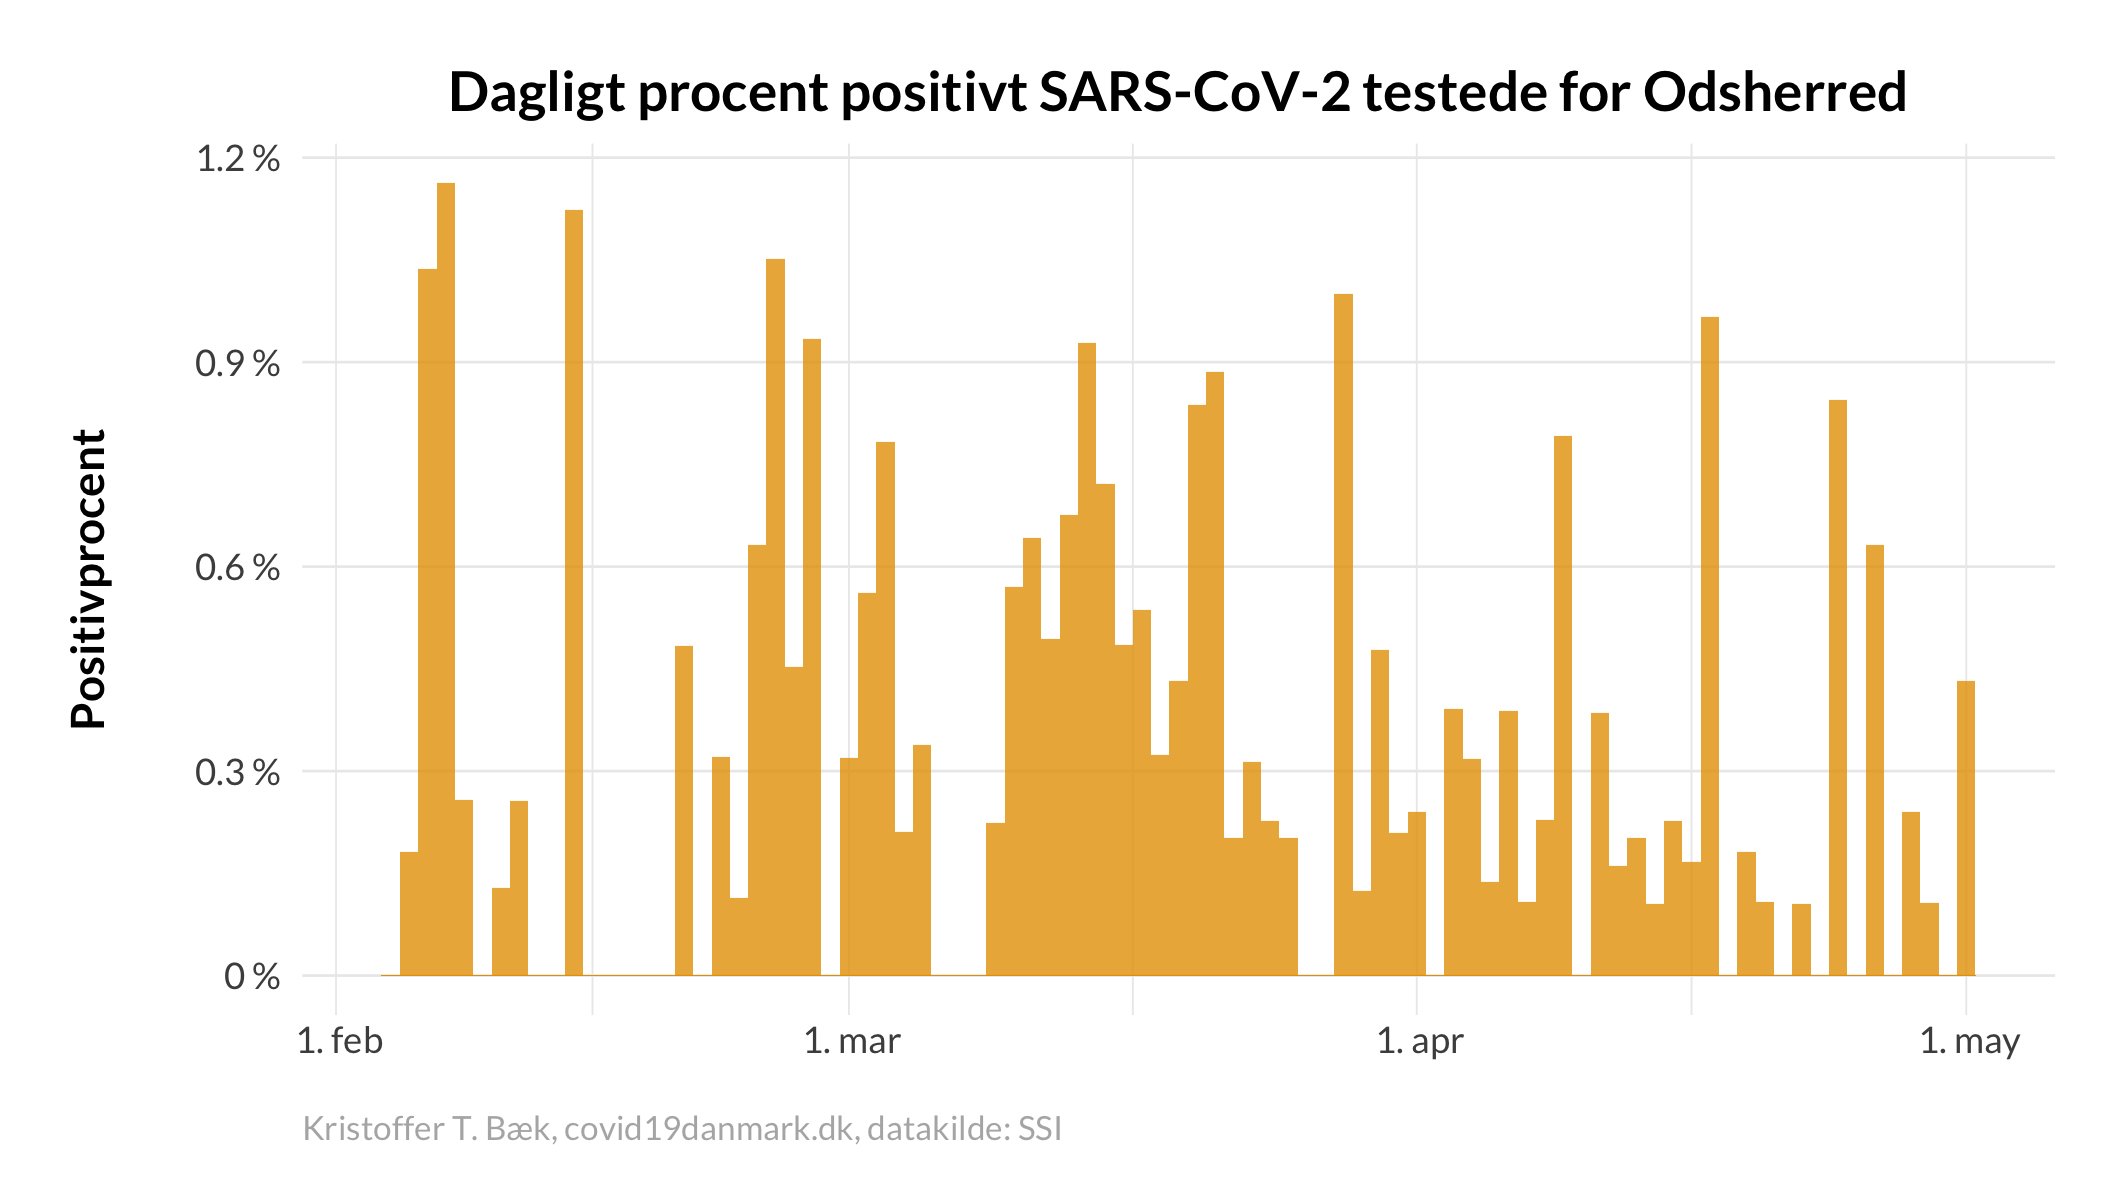 Dagligt procent positivt SARS-CoV-2 testede for Odsherred
Positivprocent
1.2 %
0.9 %
0.6 %
0.3 %
0 %
1. feb
1. mar
1. apr
1. may
Kristoffer T. Bæk, covid19danmark.dk, datakilde: SSI